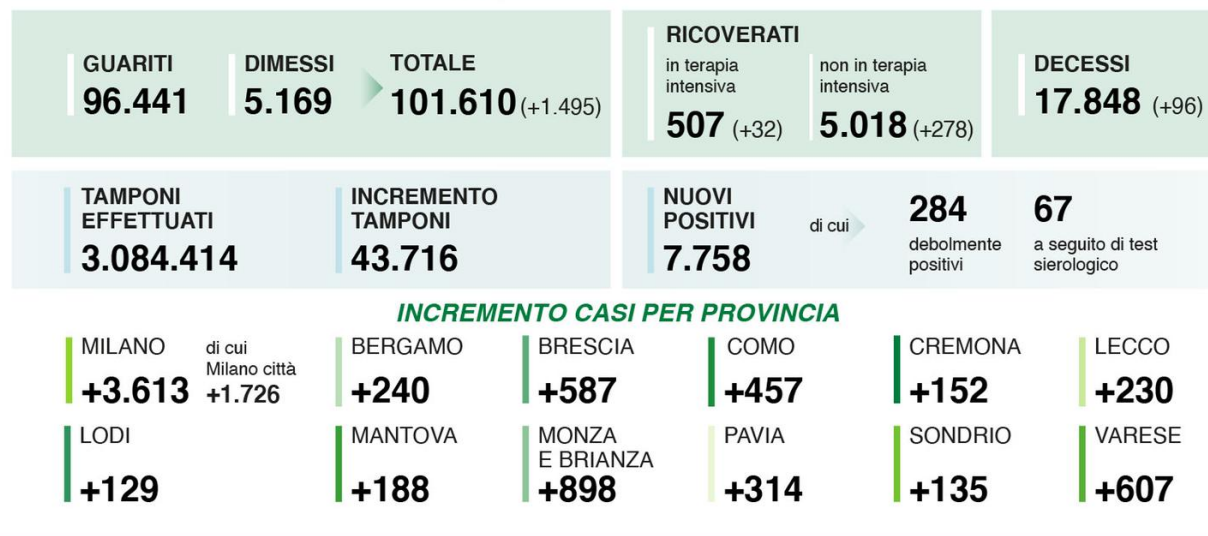 GUARITI
96.441
DIMESSI
5.169
TOTALE
101.610 (+1.495)
RICOVERATI
in terapia
intensiva
507 (+32)
non in terapia
intensiva
5.018 (+278)
DECESSI
17.848 (+96)
TAMPONI
EFFETTUATI
3.084.414
INCREMENTO
TAMPONI
43.716
NUOVI
POSITIVI
7.758
di cui
284
debolmente
positivi
67
a seguito di test
sierologico
INCREMENTO CASI PER PROVINCIA
MILANO
+3.613
di cui
Milano città
+1.726
BERGAMO
+240
BRESCIA
+587
COMO
+457
CREMONA
+152
LECCO
+230
LODI
+129
MANTOVA
+188
MONZA
E BRIANZA
+898
PAVIA
+314
SONDRIO
+135
VARESE
+607